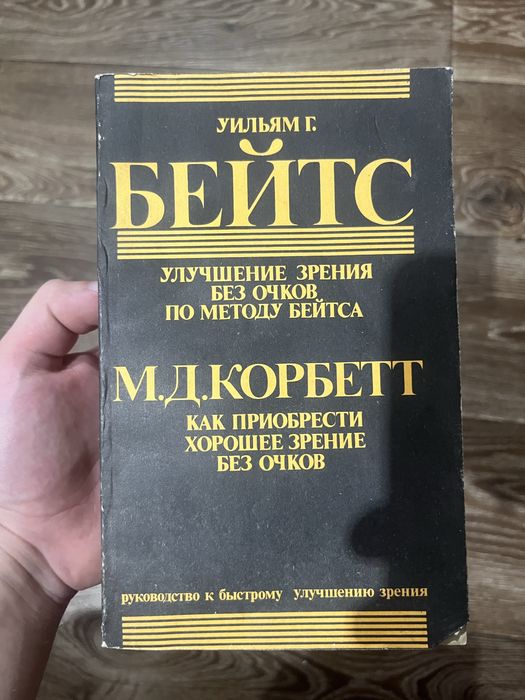 УИЛЬЯМ Г.
БЕЙТС
УЛУЧШЕНИЕ ЗРЕНИЯ
БЕЗ ОЧКОВ
ПО МЕТОДУ БЕЙТСА
М.Д.КОРБЕТТ
КАК ПРИОБРЕСТИ
ХОРОШЕЕ ЗРЕНИЕ
БЕЗ ОЧКОВ
руководство к быстрому улучшению зрения